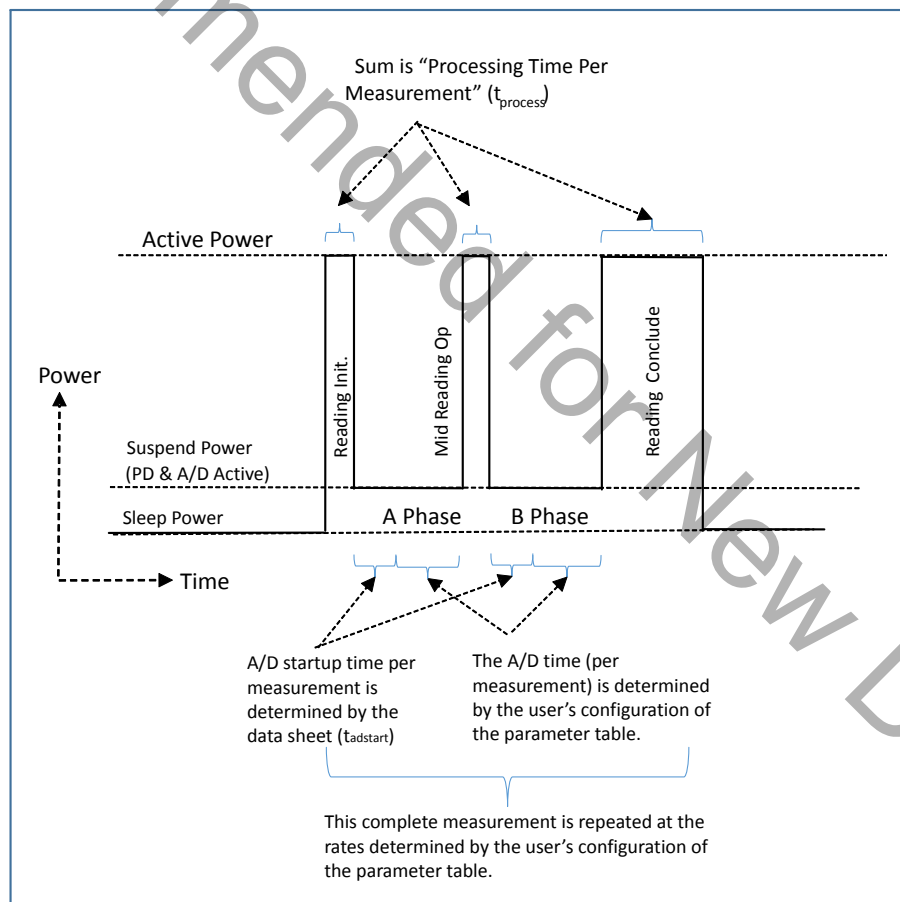 Sum is “Processing Time Per
Measurement” (tprocess)
Active Power
Reading Init.
Mid Reading Op
Reading Conclude
Power
Suspend Power
(PD & A/D Active)
Sleep Power
A Phase
B Phase
Time
A/D startup time per
measurement is
determined by the
data sheet (tadstart)
The A/D time (per
measurement) is determined
by the user’s configuration of
the parameter table.
This complete measurement is repeated at the
rates determined by the user’s configuration of
the parameter table.
mended for New D